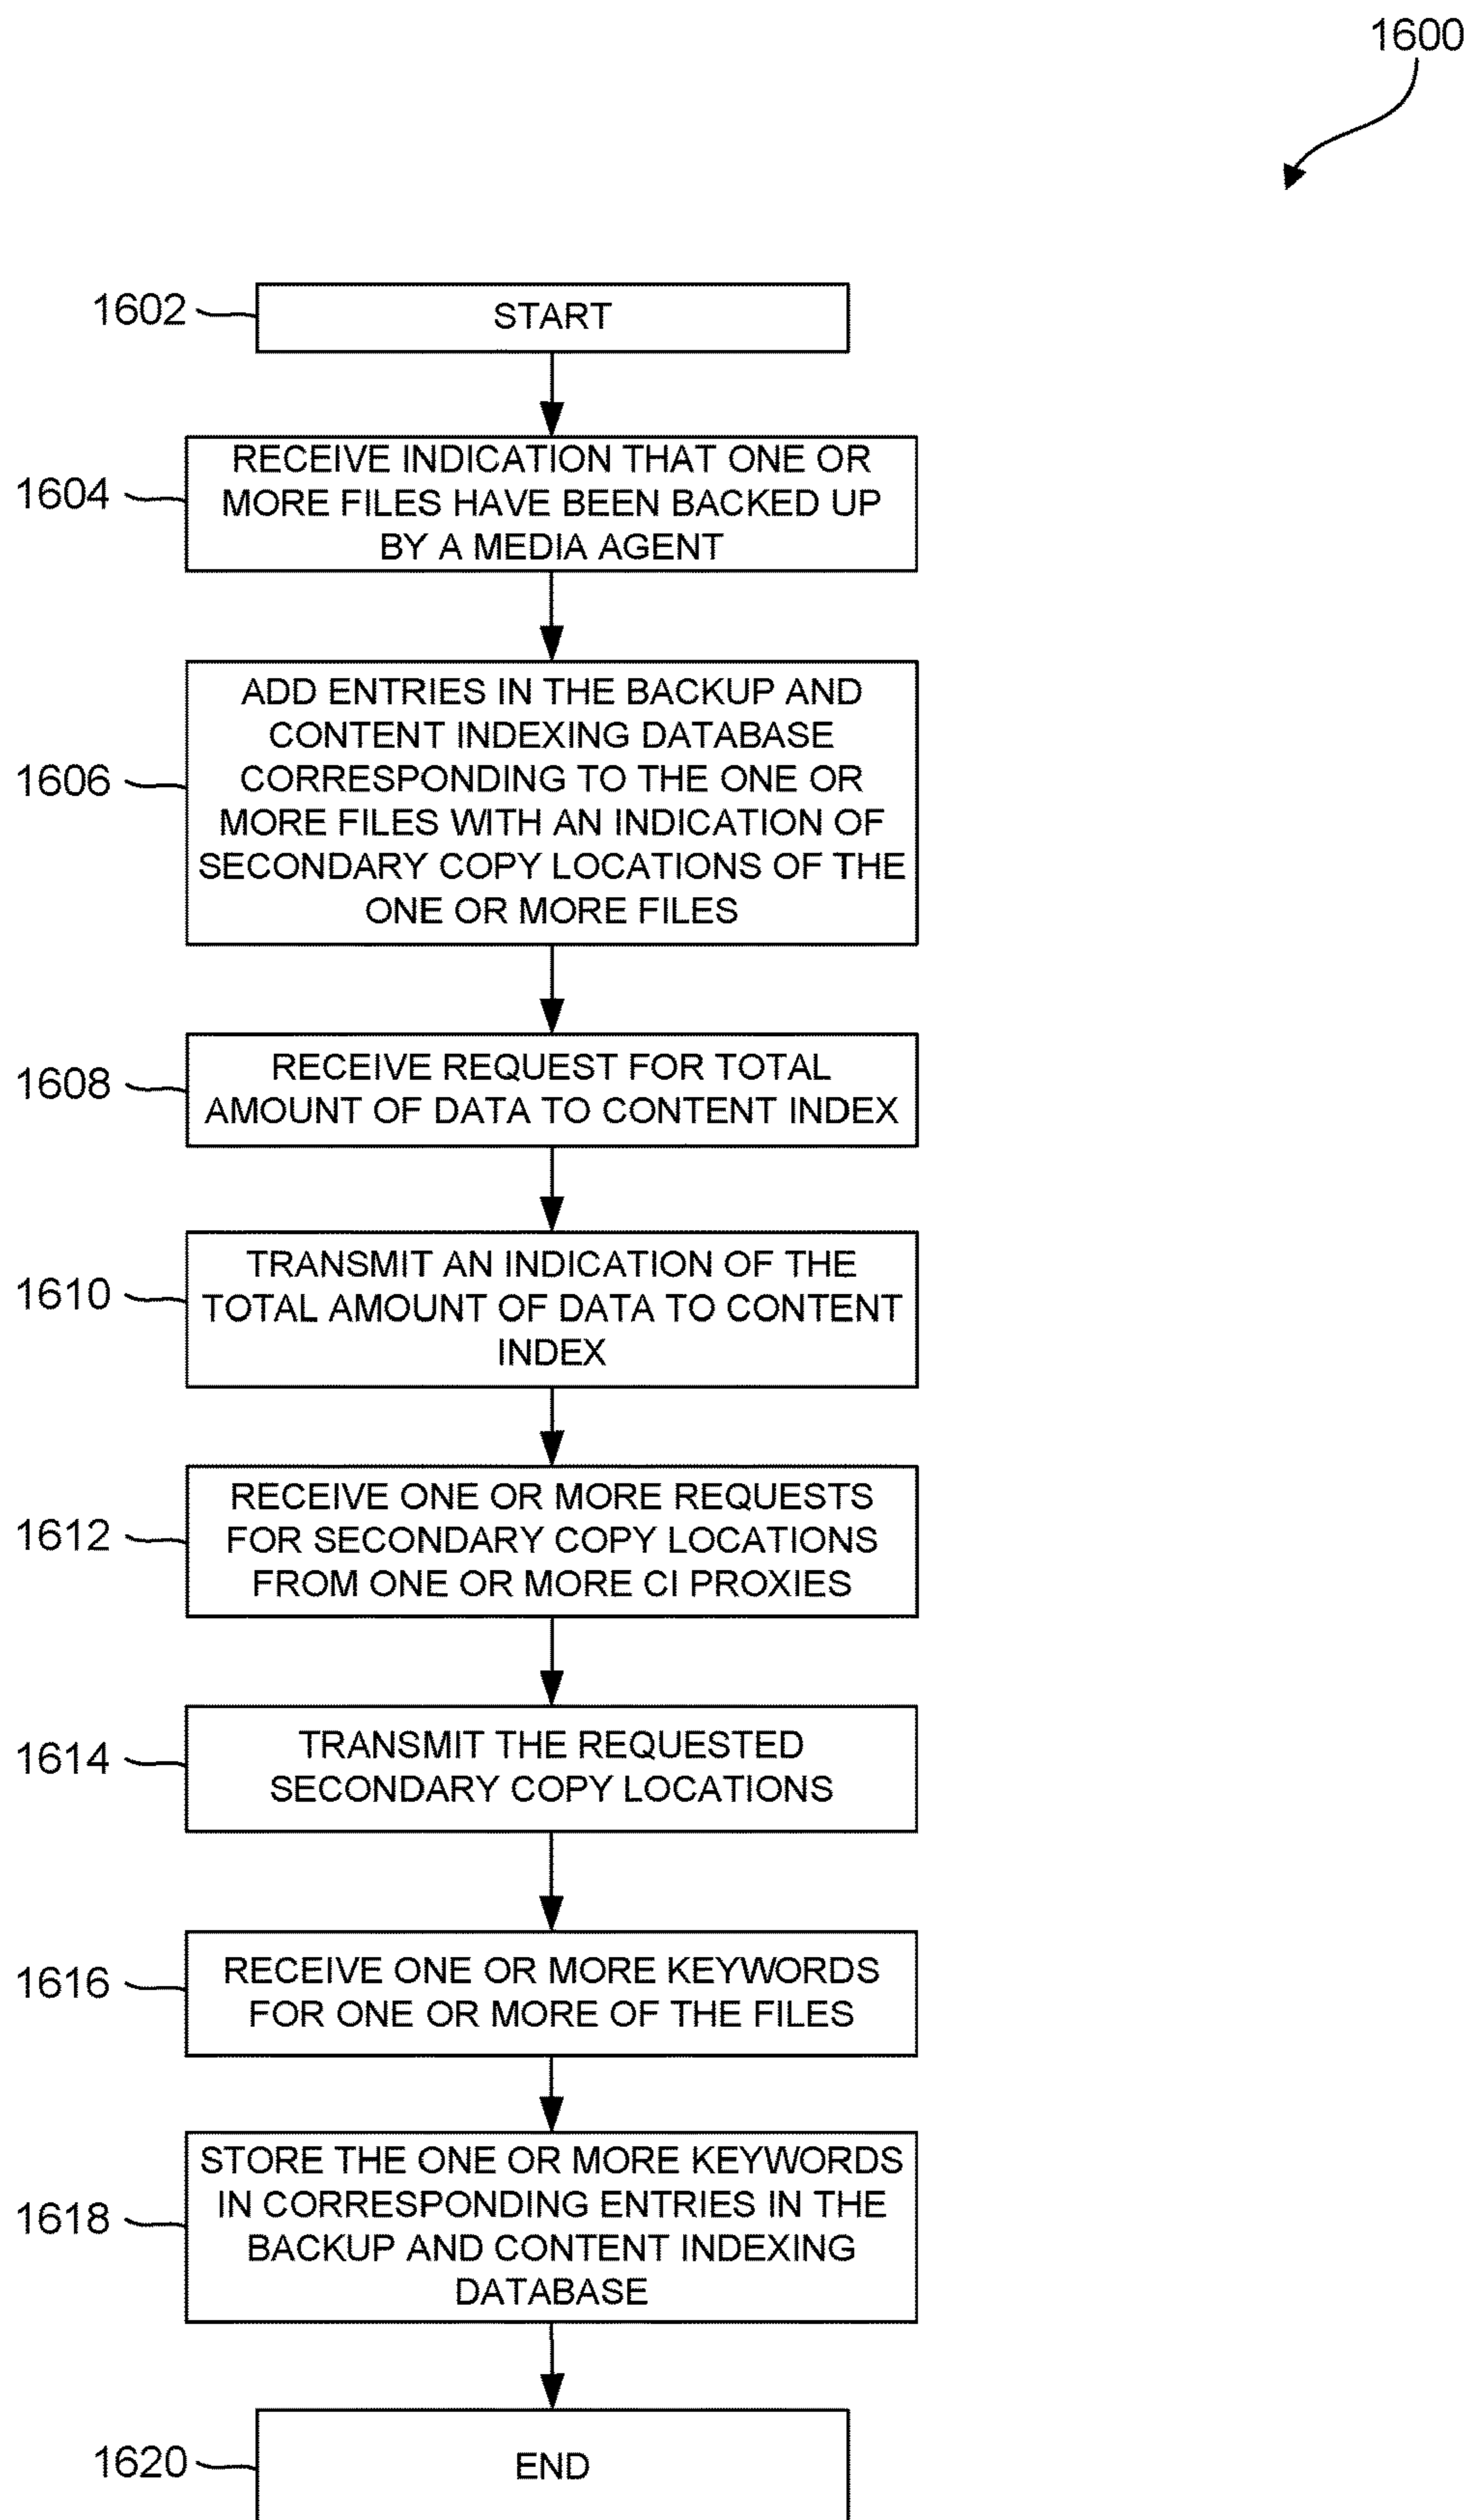 1600
1602
START
1604
RECEIVE INDICATION THAT ONE OR
MORE FILES HAVE BEEN BACKED UP
BY A MEDIA AGENT
1606
ADD ENTRIES IN THE BACKUP AND
CONTENT INDEXING DATABASE
CORRESPONDING TO THE ONE OR
MORE FILES WITH AN INDICATION OF
SECONDARY COPY LOCATIONS OF THE
ONE OR MORE FILES
1608
RECEIVE REQUEST FOR TOTAL
AMOUNT OF DATA TO CONTENT INDEX
1610
TRANSMIT AN INDICATION OF THE
TOTAL AMOUNT OF DATA TO CONTENT
INDEX
1612
RECEIVE ONE OR MORE REQUESTS
FOR SECONDARY COPY LOCATIONS
FROM ONE OR MORE CI PROXIES
1614
TRANSMIT THE REQUESTED
SECONDARY COPY LOCATIONS
1616
RECEIVE ONE OR MORE KEYWORDS
FOR ONE OR MORE OF THE FILES
1618
STORE THE ONE OR MORE KEYWORDS
IN CORRESPONDING ENTRIES IN THE
BACKUP AND CONTENT INDEXING
DATABASE
1620
END